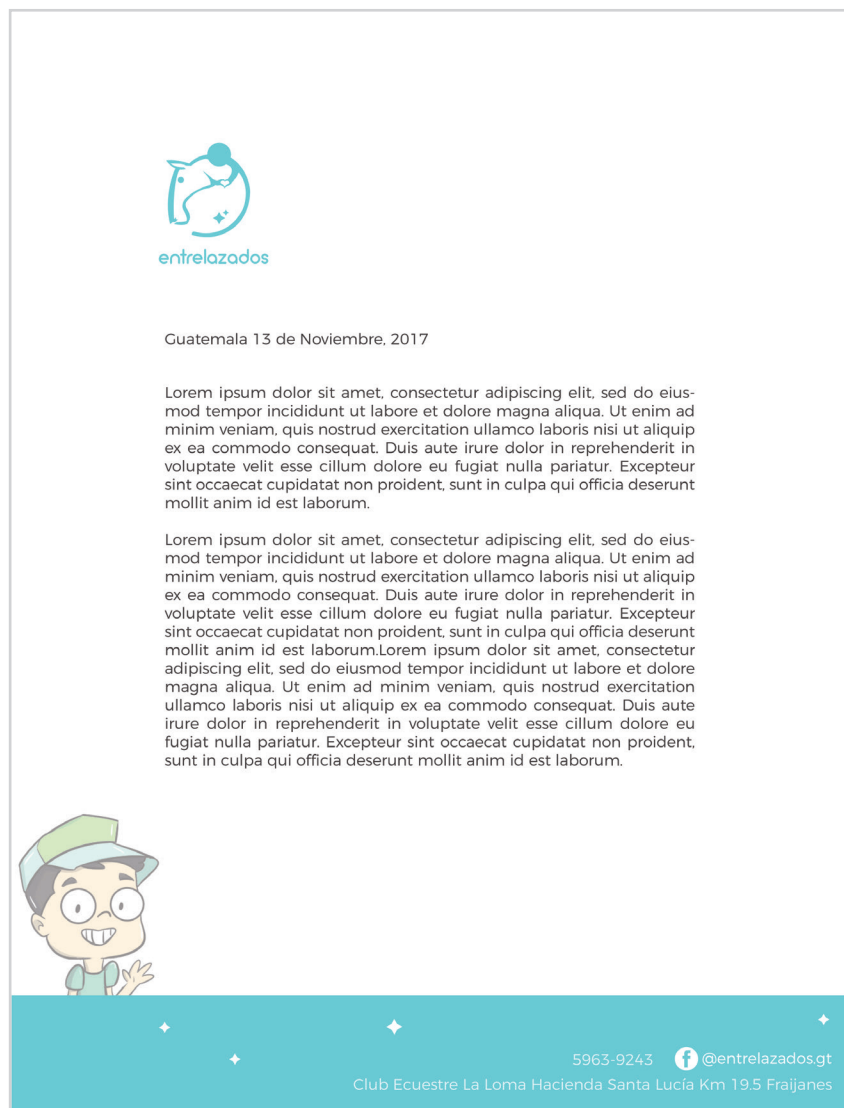 entrelazados
Guatemala 13 de Noviembre, 2017
Lorem ipsum dolor sit amet, consectetur adipiscing elit, sed do eius-
mod tempor incididunt ut labore et dolore magna aliqua. Ut enim ad
minim veniam, quis nostrud exercitation ullamco laboris nisi ut aliquip
ex ea commodo consequat. Duis aute irure dolor in reprehenderit in
voluptate velit esse cillum dolore eu fugiat nulla pariatur. Excepteur
sint occaecat cupidatat non proident, sunt in culpa qui officia deserunt
mollit anim id est laborum.
Lorem ipsum dolor sit amet, consectetur adipiscing elit, sed do eius-
mod tempor incididunt ut labore et dolore magna aliqua. Ut enim ad
minim veniam, quis nostrud exercitation ullamco laboris nisi ut aliquip
ex ea commodo consequat. Duis aute irure dolor in reprehenderit in
voluptate velit esse cillum dolore eu fugiat nulla pariatur. Excepteur
sint occaecat cupidatat non proident, sunt in culpa qui officia deserunt
mollit anim id est laborum.Lorem ipsum dolor sit amet, consectetur
adipiscing elit, sed do eiusmod tempor incididunt ut labore et dolore
magna aliqua. Ut enim ad minim veniam, quis nostrud exercitation
ullamco laboris nisi ut aliquip ex ea commodo consequat. Duis aute
irure dolor in reprehenderit in voluptate velit esse cillum dolore eu
fugiat nulla pariatur. Excepteur sint occaecat cupidatat non proident,
sunt in culpa qui officia deserunt mollit anim id est laborum.
5963-9243 f @entrelazados.gt
Club Ecuestre La Loma Hacienda Santa Lucía Km 19.5 Fraijanes